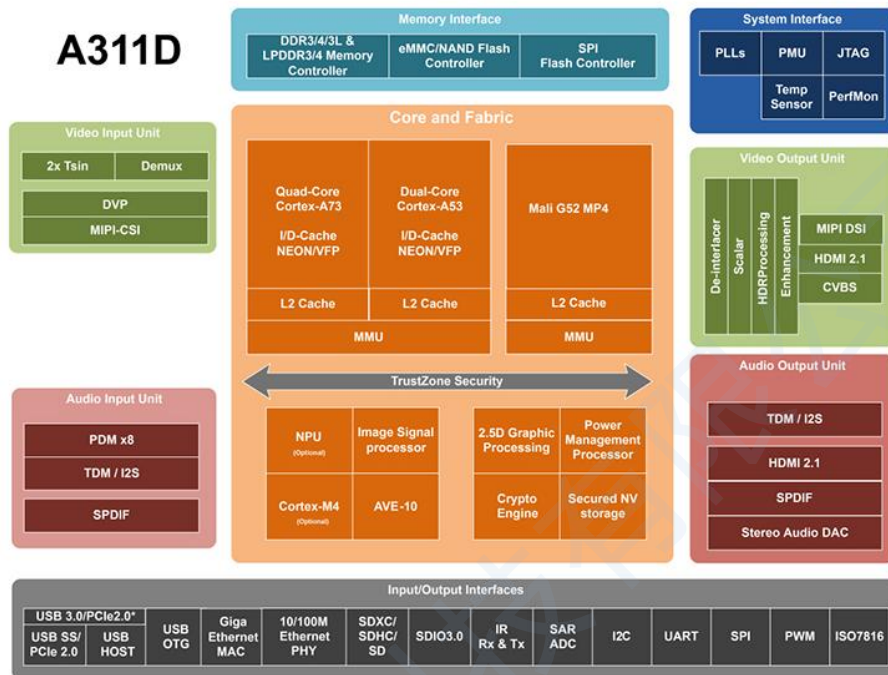 A311D
Memory Interface
DDR3/4/3L &
LPDDR3/4 Memory
Controller
eMMC/NAND Flash
Controller
SPI
Flash Controller
System Interface
PLLs
PMU
JTAG
Temp
Sensor
PerfMon
Video Input Unit
2x Tsin
Demux
DVP
MIPI-CSI
Core and Fabric
Quad-Core
Cortex-A73
I/D-Cache
NEON/VFP
Dual-Core
Cortex-A53
I/D-Cache
NEON/VFP
Mali G52 MP4
L2 Cache
L2 Cache
L2 Cache
MMU
MMU
TrustZone Security
NPU
(Optional)
Image Signal
processor
2.5D Graphic
Processing
Power
Management
Processor
Cortex-M4
(Optional)
AVE-10
Crypto
Engine
Secured NV
storage
Video Output Unit
De-interlacer
Scalar
HDRProcessing
Enhancement
MIPI DSI
HDMI 2.1
CVBS
Audio Input Unit
PDM x8
TDM / I2S
SPDIF
Audio Output Unit
TDM / I2S
HDMI 2.1
SPDIF
Stereo Audio DAC
Input/Output Interfaces
USB 3.0/PCIe2.0*
USB SS/
PCIe 2.0
USB
HOST
USB
OTG
Giga
Ethernet
MAC
10/100M
Ethernet
PHY
SDXC/
SDHC/
SD
SDIO3.0
IR
Rx & Tx
SAR
ADC
I2C
UART
SPI
PWM
ISO7816
技有限公